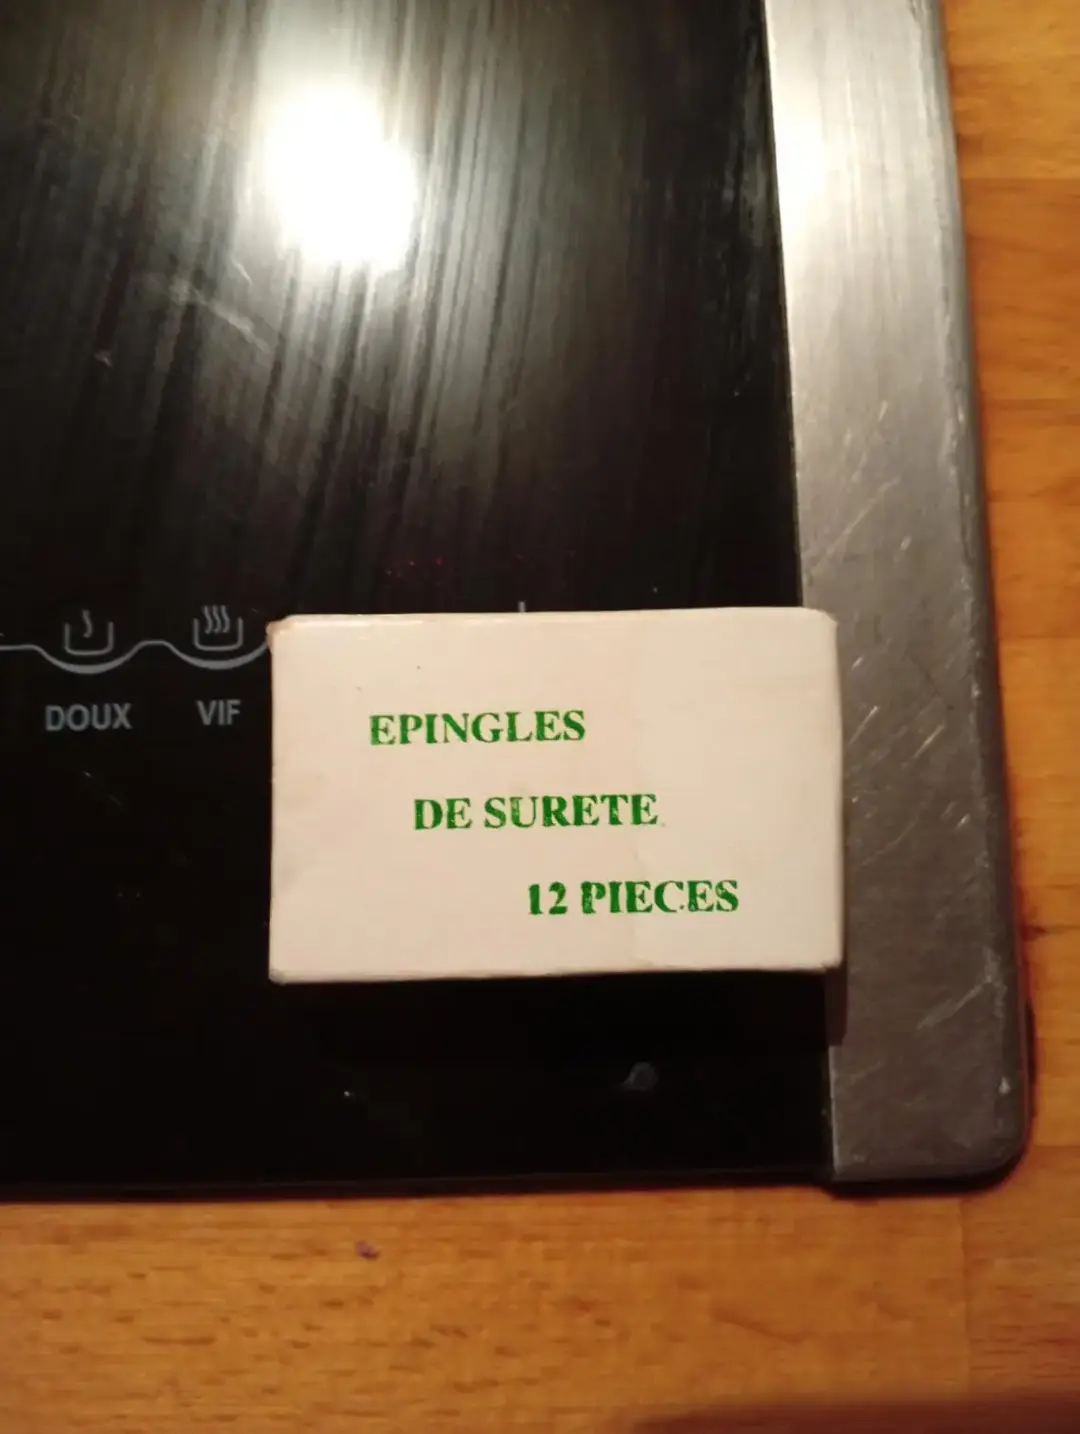 DOUX VIF
EPINGLES
DE SURETE
12 PIECES